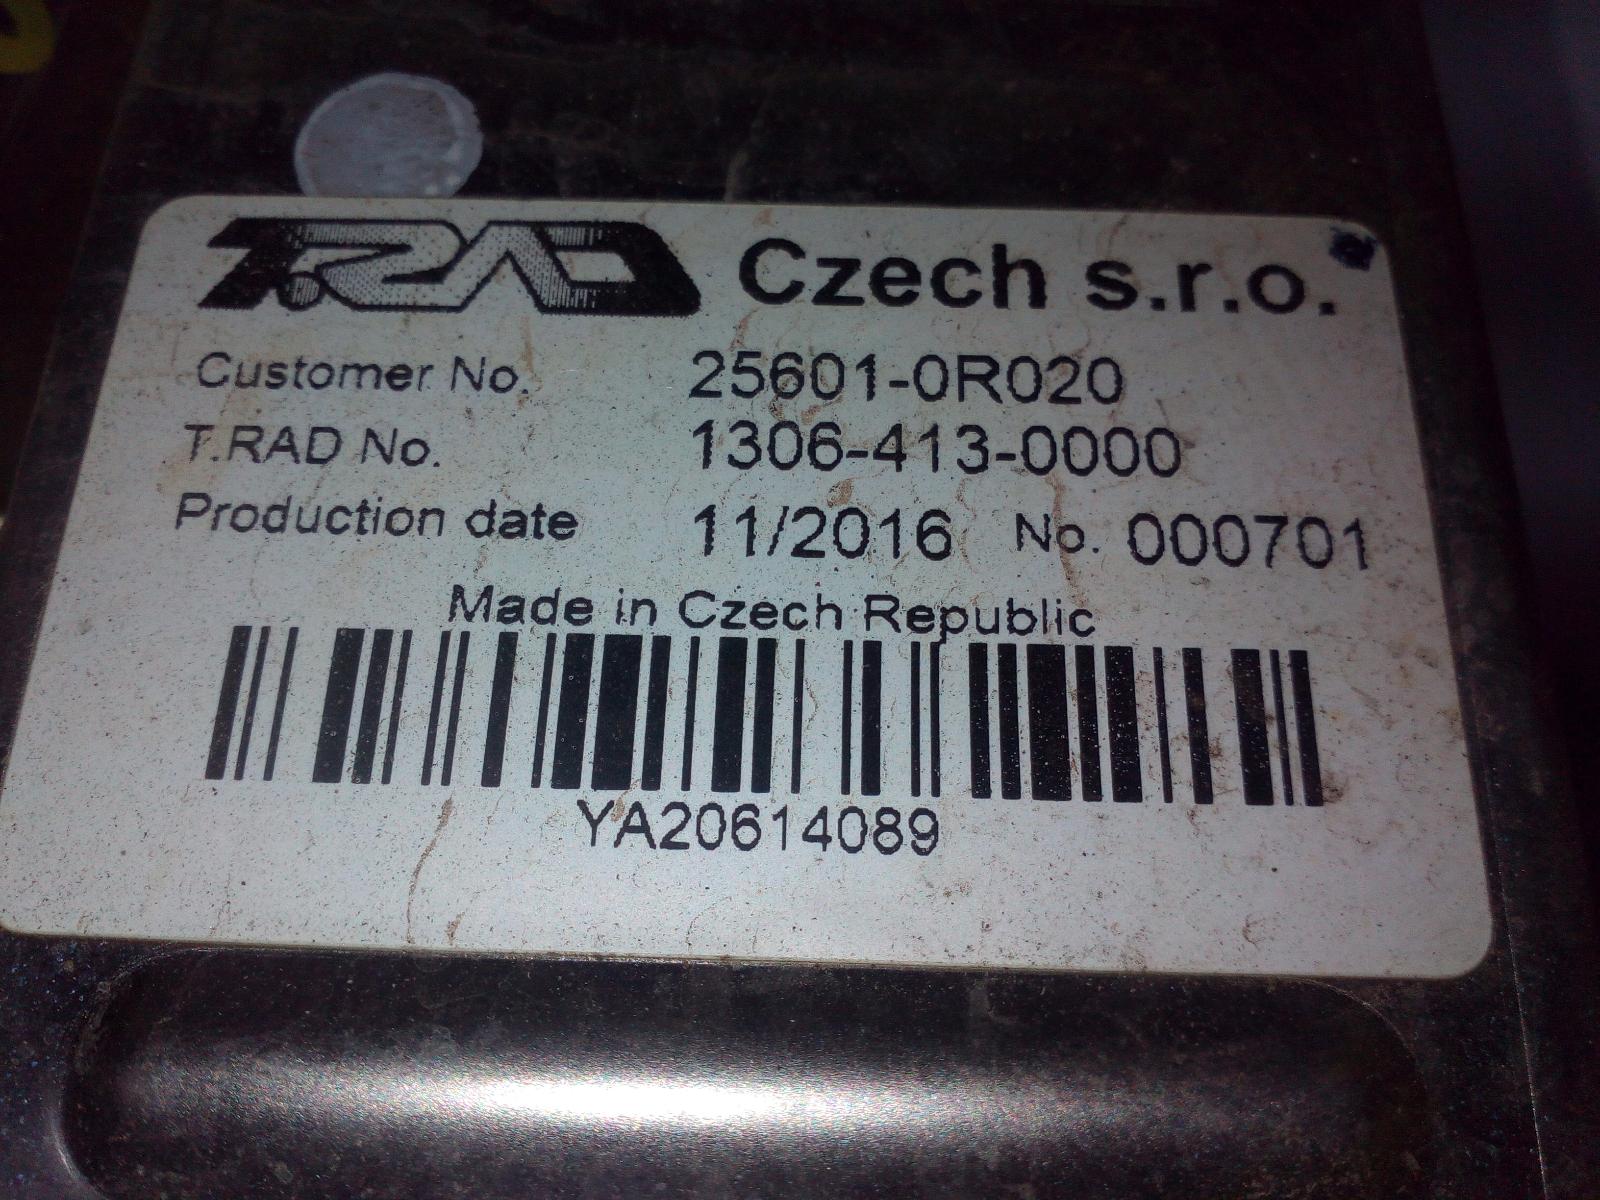 T.RAD Czech s.r.o.
Customer No. 25601-0R020
T.RAD No. 1306-413-0000
Production date 11/2016 No. 000701
Made in Czech Republic
YA20614089